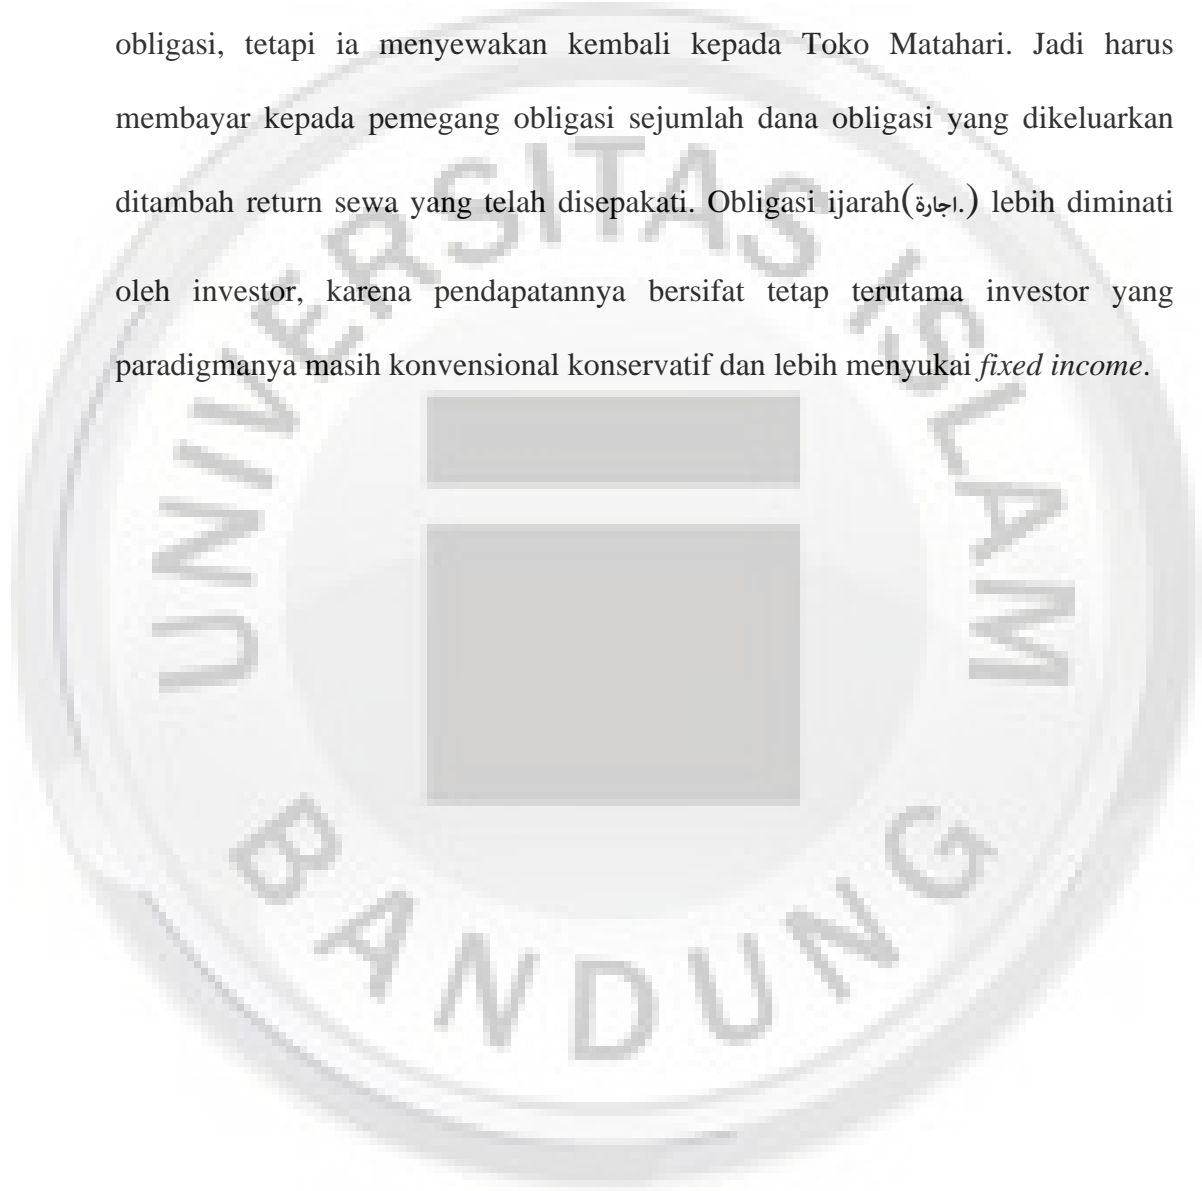 obligasi, tetapi ia menyewakan kembali kepada Toko Matahari. Jadi harus
membayar kepada pemegang obligasi sejumlah dana obligasi yang dikeluarkan
ditambah return sewa yang telah disepakati. Obligasi ijarah(اجارة.) lebih diminati
oleh investor, karena pendapatannya bersifat tetap terutama investor yang
paradigmanya masih konvensional konservatif dan lebih menyukai fixed income.
UNIVERSITAS ISLAM
BANDUNG